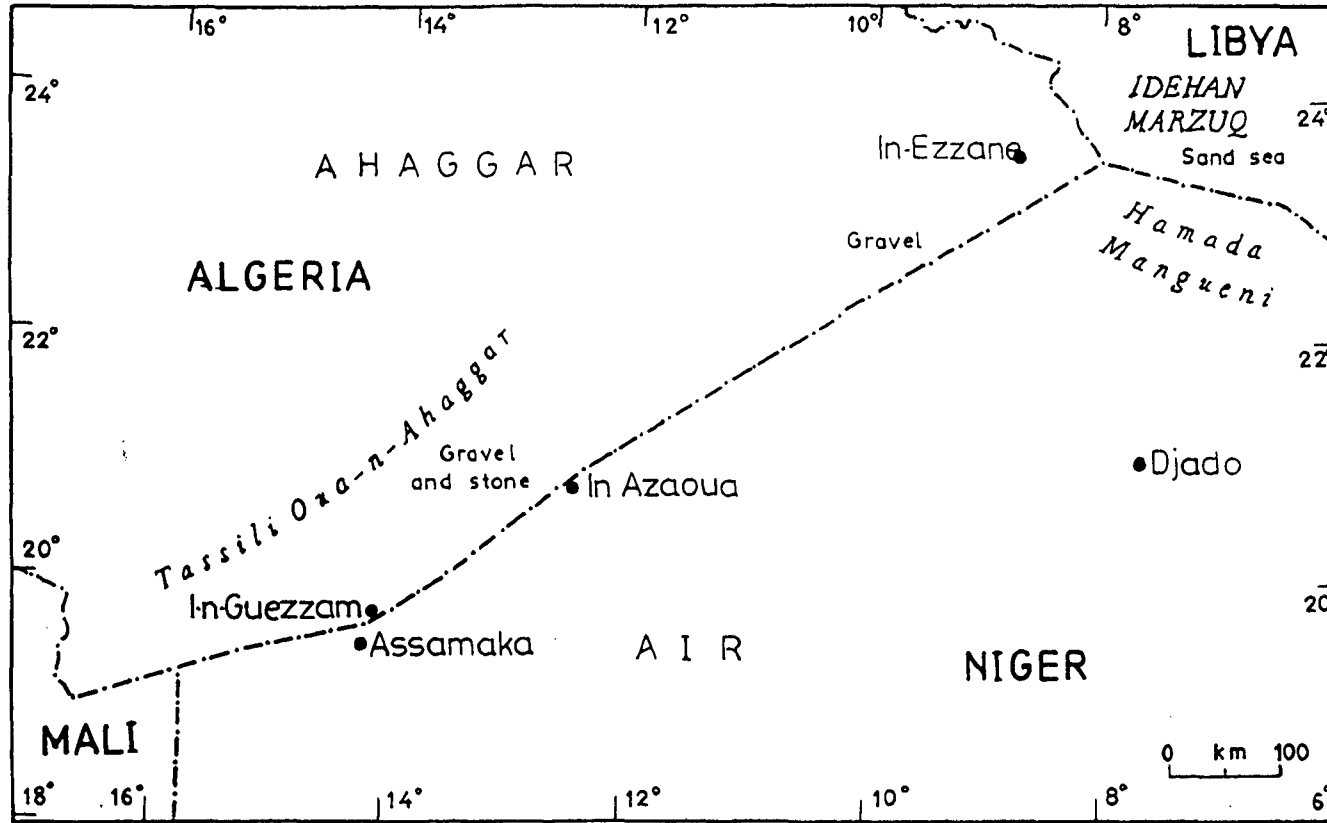 16° 14° 12° 10° 8°
LIBYA
24°
IDEHAN
MARZUQ
24°
Sand sea
In-Ezzane
AHAGGAR
Hamada
Mangueni
Gravel
ALGERIA
22°
22°
Tassili Oua-n-Ahaggar
Gravel
and stone
In Azaoua
Djado
20°
20°
I-n-Guezzam
Assamaka
AIR
NIGER
MALI
0 km 100
18° 16° 14° 12° 10° 8° 6°